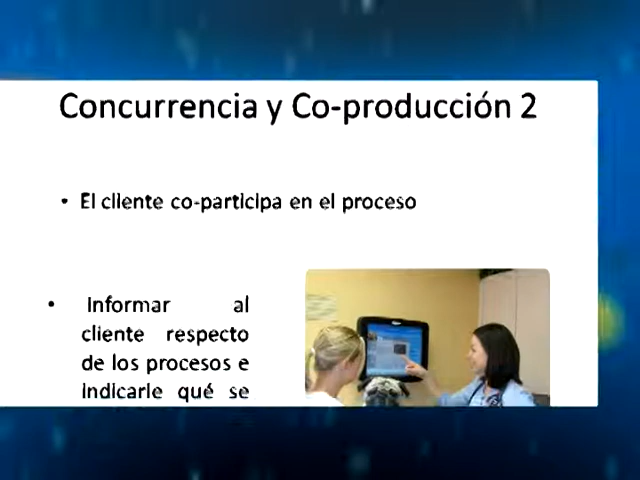 Concurrencia y Co-producción 2
• El cliente co-participa en el proceso
• Informar al
cliente respecto
de los procesos e
indicarle qué se